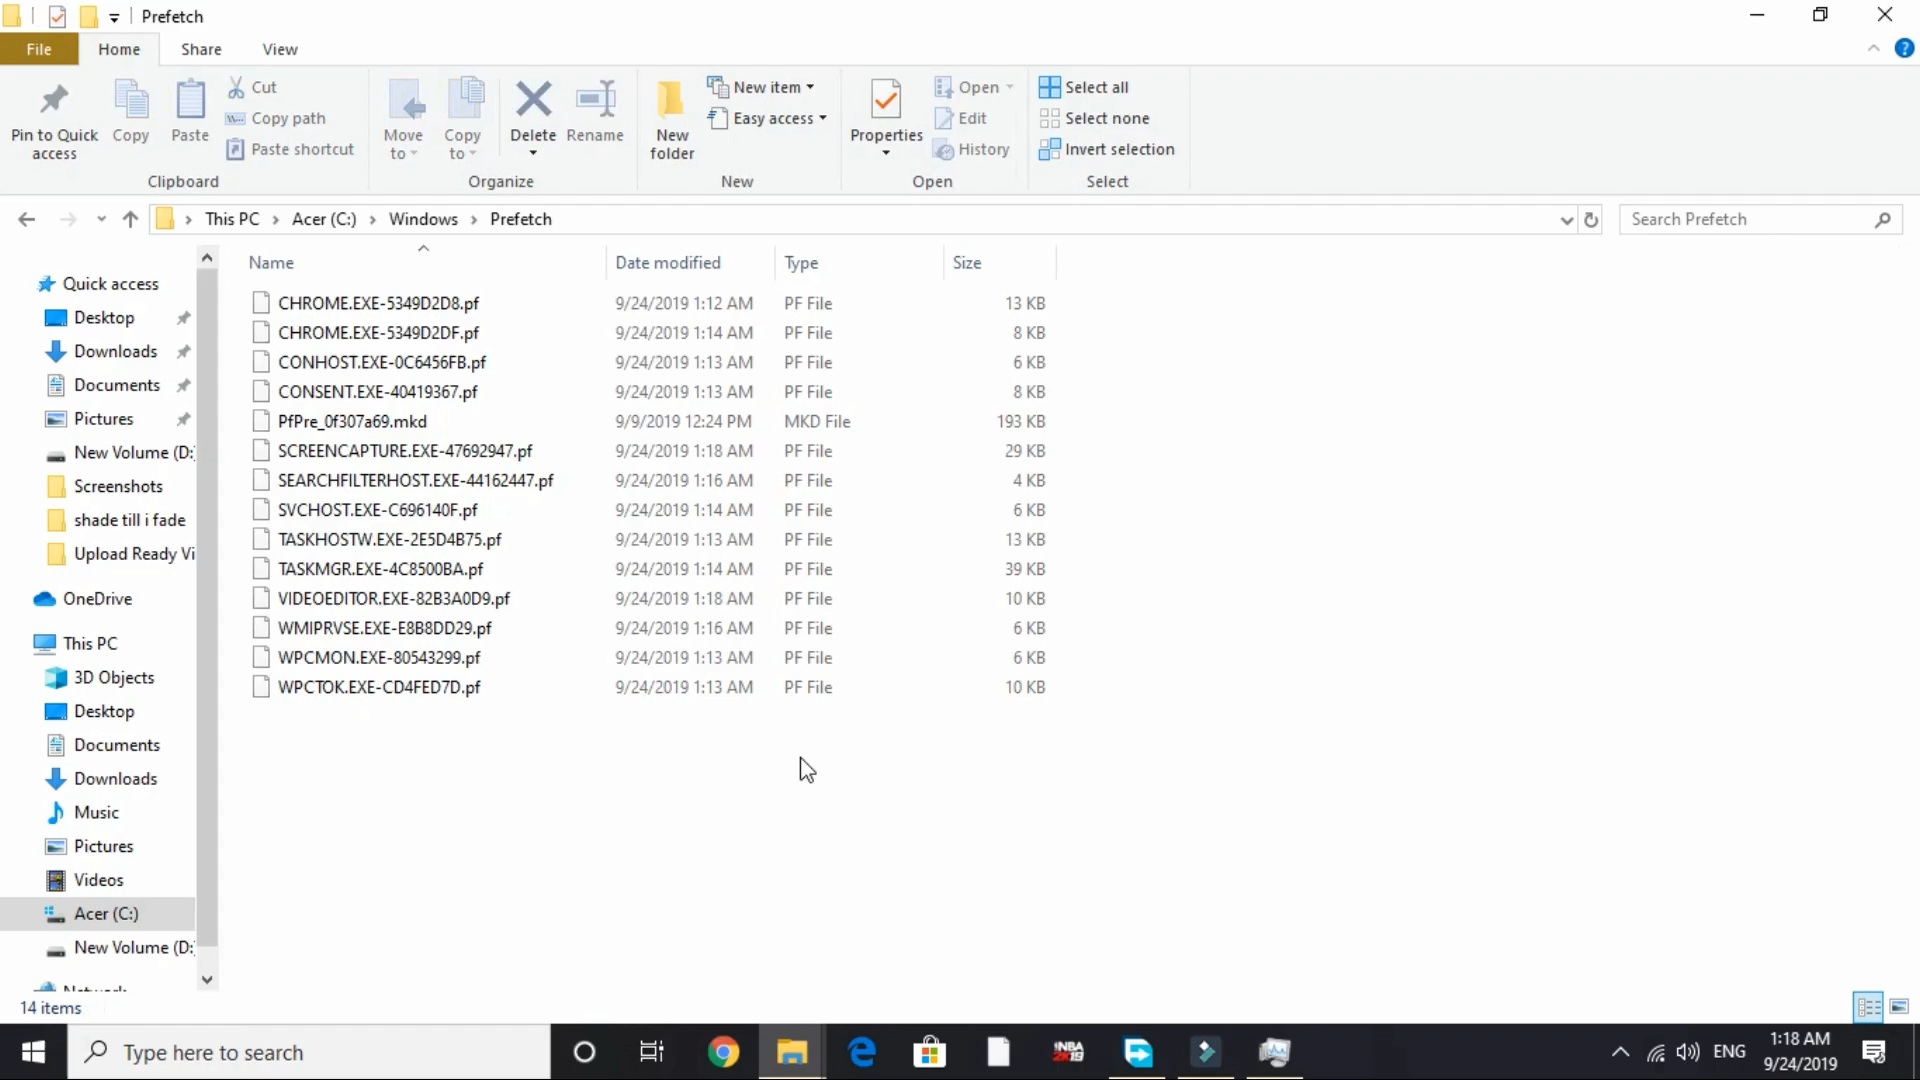 Prefetch
File
Home
Share
View
Pin to Quick
access
Copy
Paste
Cut
Copy path
Paste shortcut
Clipboard
Move
to
Copy
to
Delete
Rename
Organize
New
folder
New item
Easy access
New
Properties
Open
Edit
History
Open
Select all
Select none
Invert selection
Select
This PC
Acer (C:)
Windows
Prefetch
Search Prefetch
Quick access
Desktop
Downloads
Documents
Pictures
New Volume (D:
Screenshots
shade till i fade
Upload Ready Vi
OneDrive
This PC
3D Objects
Desktop
Documents
Downloads
Music
Pictures
Videos
Acer (C:)
New Volume (D:
Network
Name Date modified Type Size
CHROME.EXE-5349D2D8.pf 9/24/2019 1:12 AM PF File 13 KB
CHROME.EXE-5349D2DF.pf 9/24/2019 1:14 AM PF File 8 KB
CONHOST.EXE-0C6456FB.pf 9/24/2019 1:13 AM PF File 6 KB
CONSENT.EXE-40419367.pf 9/24/2019 1:13 AM PF File 8 KB
PfPre_0f307a69.mkd 9/9/2019 12:24 PM MKD File 193 KB
SCREENCAPTURE.EXE-47692947.pf 9/24/2019 1:18 AM PF File 29 KB
SEARCHFILTERHOST.EXE-44162447.pf 9/24/2019 1:16 AM PF File 4 KB
SVCHOST.EXE-C696140F.pf 9/24/2019 1:14 AM PF File 6 KB
TASKHOSTW.EXE-2E5D4B75.pf 9/24/2019 1:13 AM PF File 13 KB
TASKMGR.EXE-4C8500BA.pf 9/24/2019 1:14 AM PF File 39 KB
VIDEOEDITOR.EXE-82B3A0D9.pf 9/24/2019 1:18 AM PF File 10 KB
WMIPRVSE.EXE-E8B8DD29.pf 9/24/2019 1:16 AM PF File 6 KB
WPCMON.EXE-80543299.pf 9/24/2019 1:13 AM PF File 6 KB
WPCTOK.EXE-CD4FED7D.pf 9/24/2019 1:13 AM PF File 10 KB
14 items
Type here to search
NBA
2K19
ENG
1:18 AM
9/24/2019